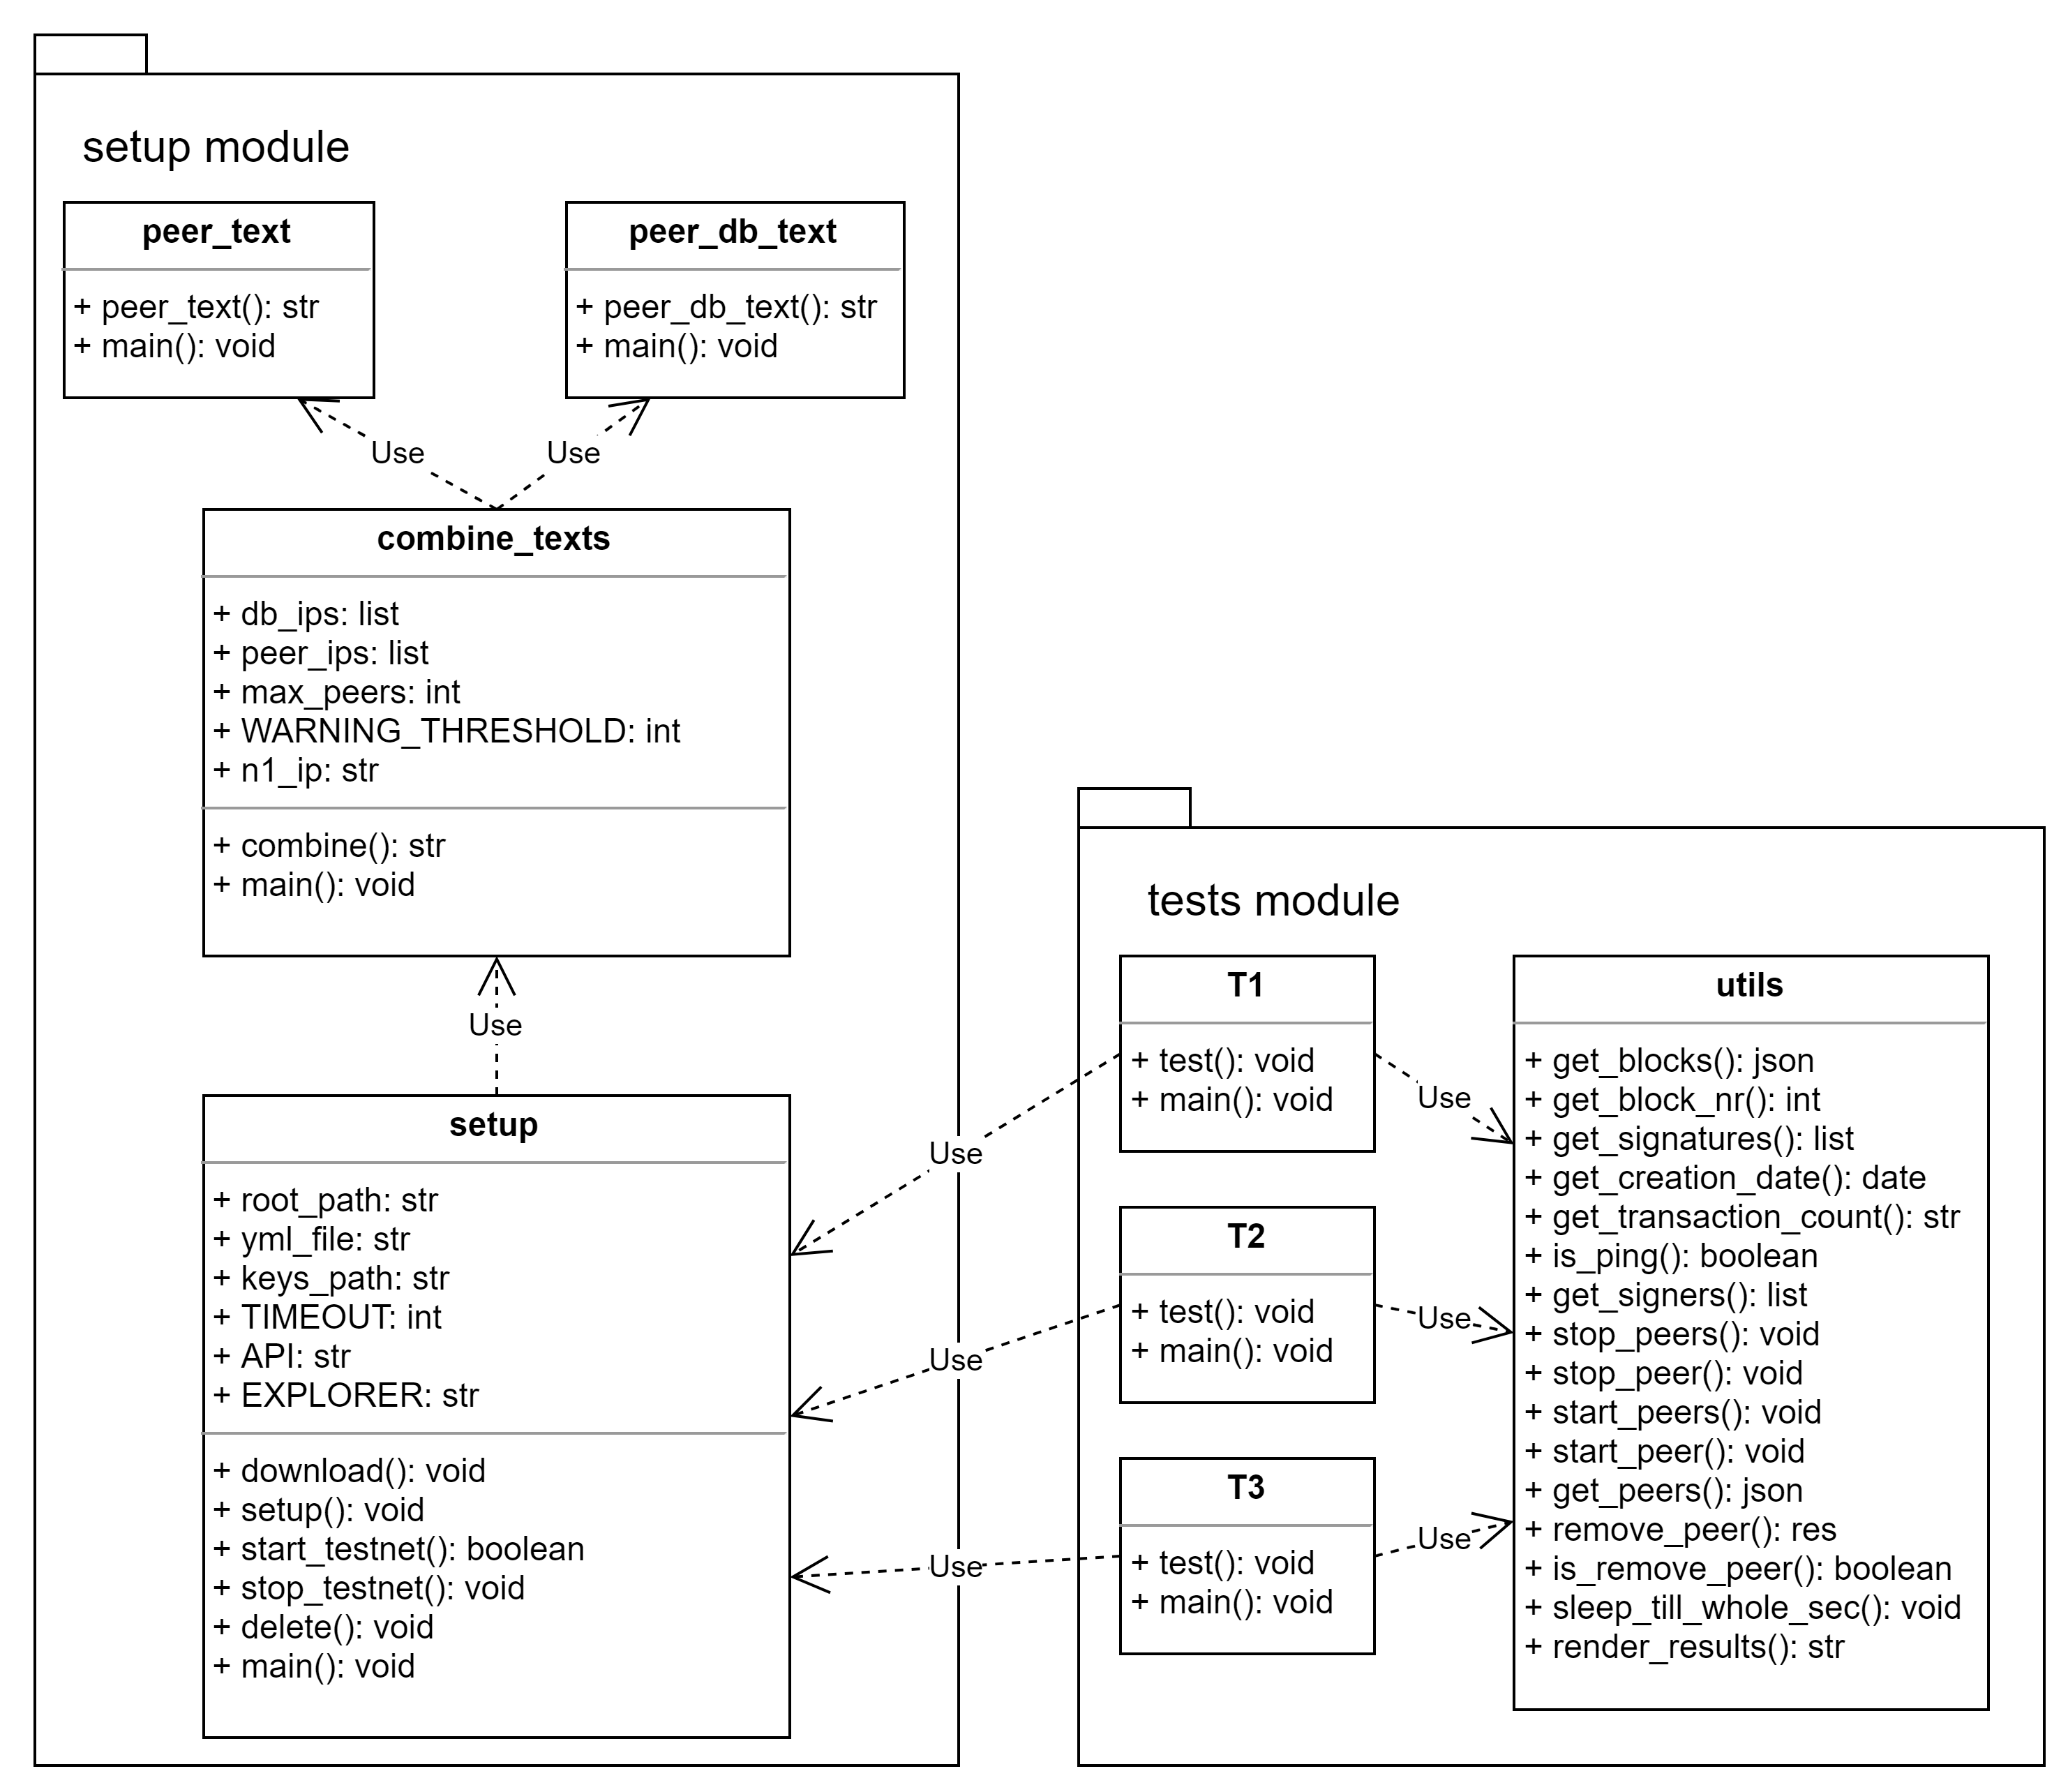 setup module
peer_text
+ peer_text(): str
+ main(): void
peer_db_text
+ peer_db_text(): str
+ main(): void
Use
Use
combine_texts
+ db_ips: list
+ peer_ips: list
+ max_peers: int
+ WARNING_THRESHOLD: int
+ n1_ip: str
+ combine(): str
+ main(): void
Use
setup
+ root_path: str
+ yml_file: str
+ keys_path: str
+ TIMEOUT: int
+ API: str
+ EXPLORER: str
+ download(): void
+ setup(): void
+ start_testnet(): boolean
+ stop_testnet(): void
+ delete(): void
+ main(): void
Use
Use
Use
tests module
T1
+ test(): void
+ main(): void
Use
T2
+ test(): void
+ main(): void
Use
T3
+ test(): void
+ main(): void
Use
utils
+ get_blocks(): json
+ get_block_nr(): int
+ get_signatures(): list
+ get_creation_date(): date
+ get_transaction_count(): str
+ is_ping(): boolean
+ get_signers(): list
+ stop_peers(): void
+ stop_peer(): void
+ start_peers(): void
+ start_peer(): void
+ get_peers(): json
+ remove_peer(): res
+ is_remove_peer(): boolean
+ sleep_till_whole_sec(): void
+ render_results(): str